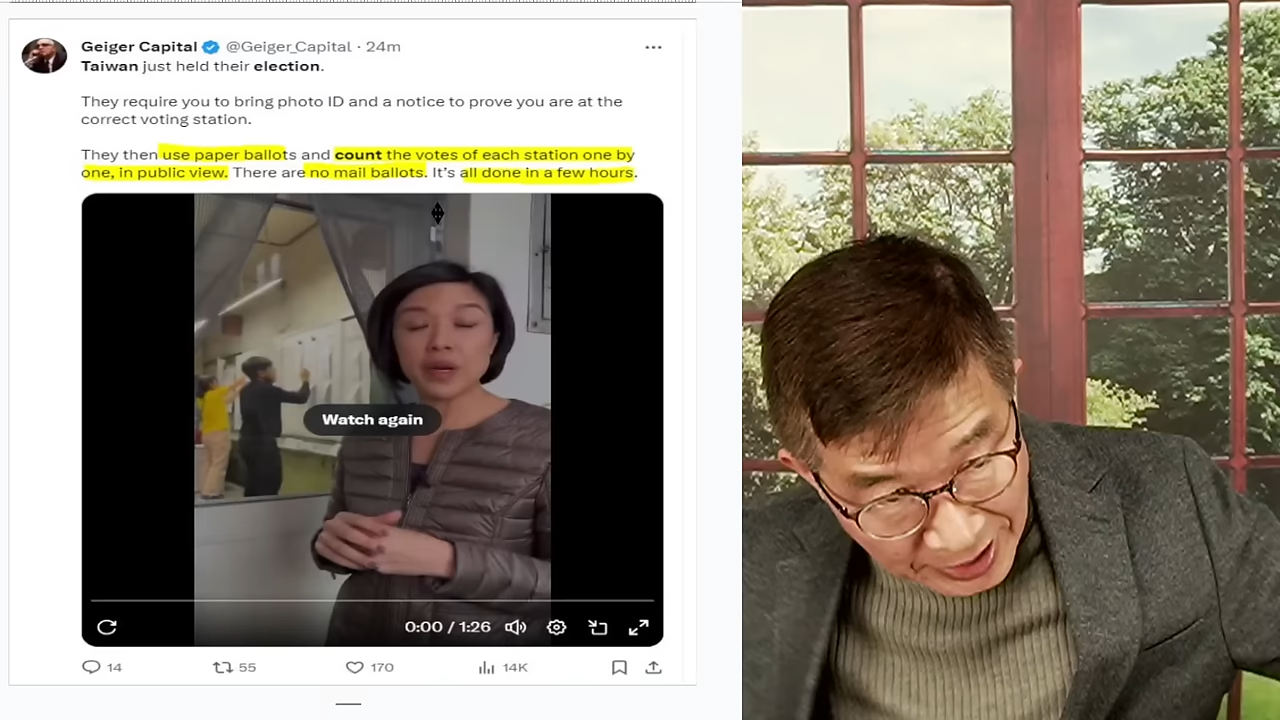 Geiger Capital @Geiger_Capital · 24m
Taiwan just held their election.
They require you to bring photo ID and a notice to prove you are at the
correct voting station.
They then use paper ballots and count the votes of each station one by
one, in public view. There are no mail ballots. It’s all done in a few hours.
Watch again
0:00 / 1:26
14 55 170 14K